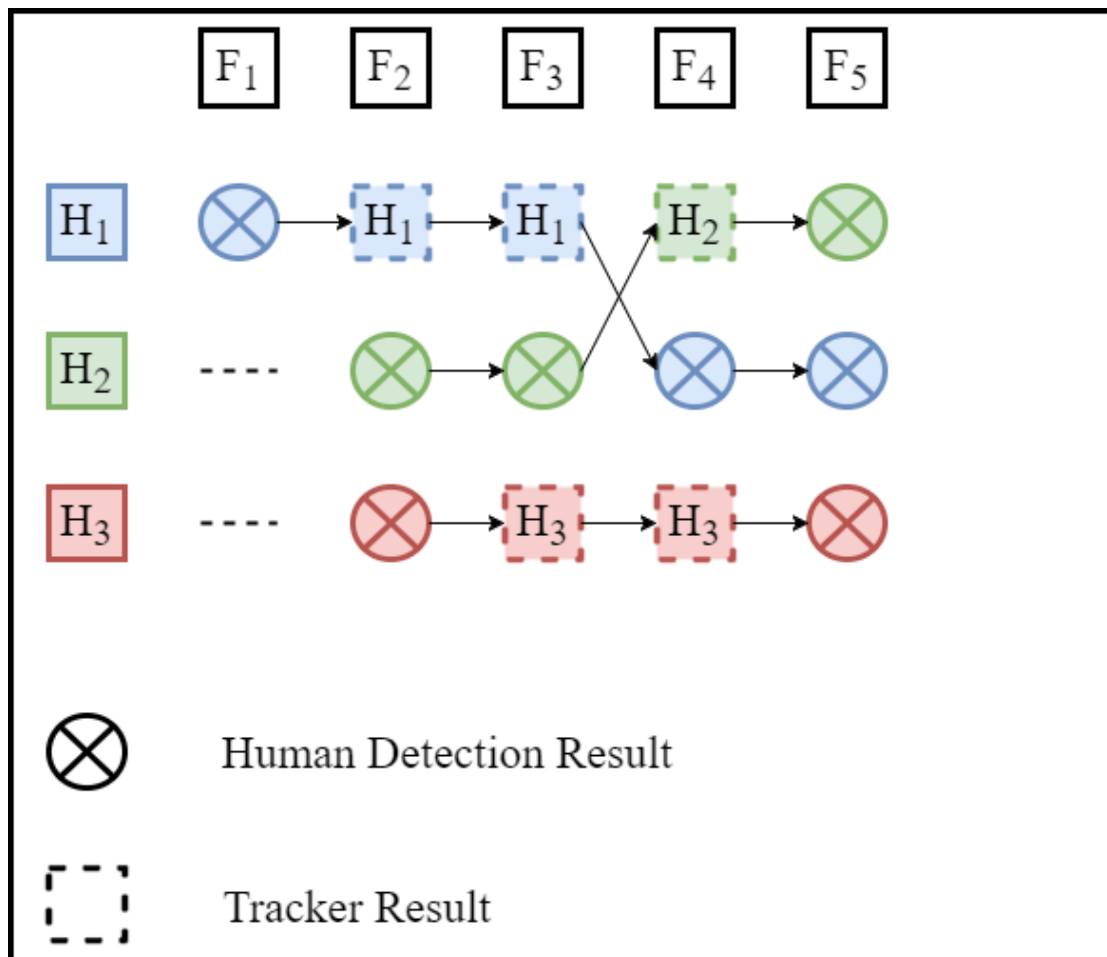 F₁ F₂ F₃ F₄ F₅
H₁ H₁ H₁ H₂
H₂
H₃ H₃ H₃
Human Detection Result
Tracker Result